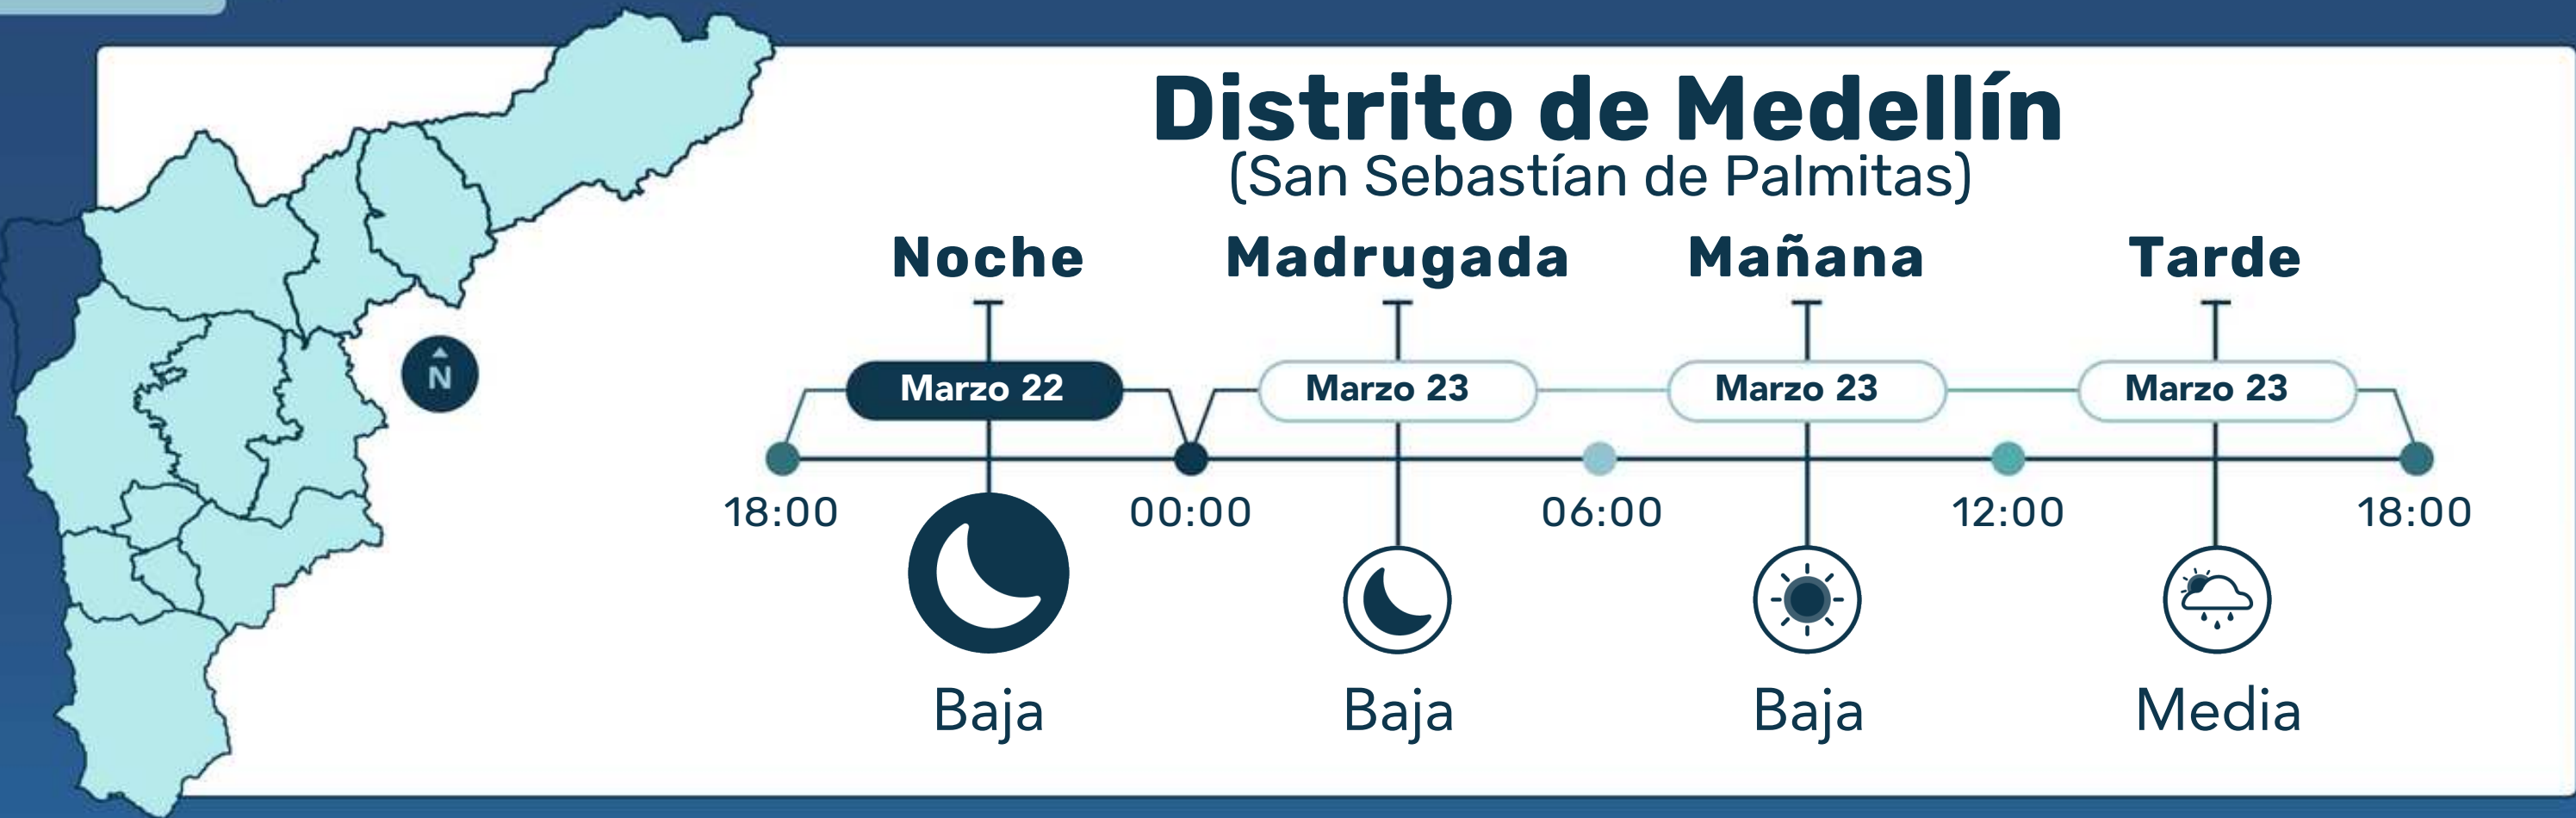 Distrito de Medellín
(San Sebastían de Palmitas)
Noche Madrugada Mañana Tarde
N
Marzo 22 Marzo 23 Marzo 23 Marzo 23
18:00 00:00 06:00 12:00 18:00
Baja Baja Baja Media